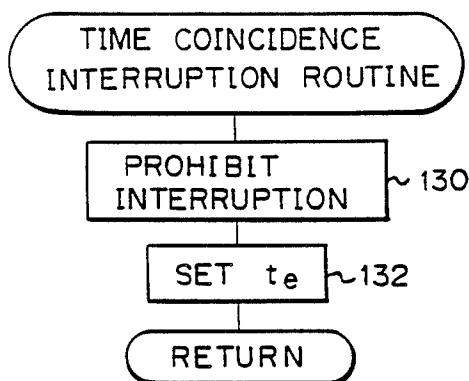 TIME COINCIDENCE
INTERRUPTION ROUTINE
PROHIBIT
INTERRUPTION
130
SET te
132
RETURN